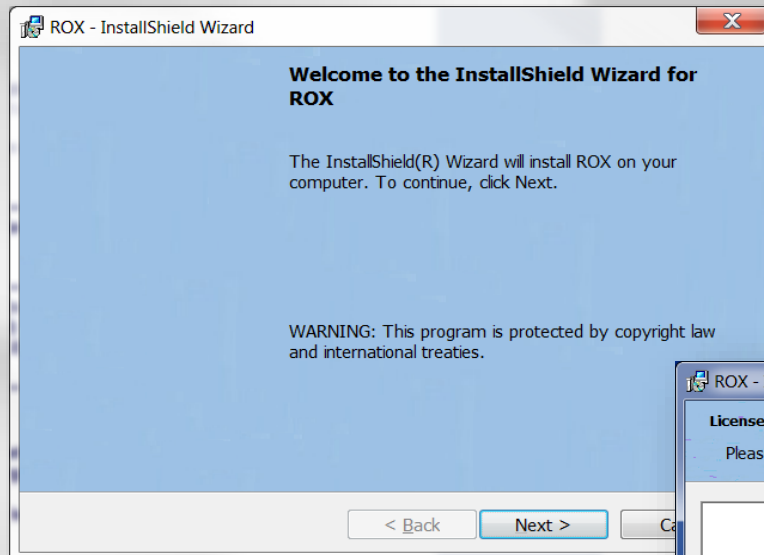 ROX - InstallShield Wizard
Welcome to the InstallShield Wizard for
ROX
The InstallShield(R) Wizard will install ROX on your
computer. To continue, click Next.
WARNING: This program is protected by copyright law
and international treaties.
ROX -
License
Pleas
< Back
Next >
Ca